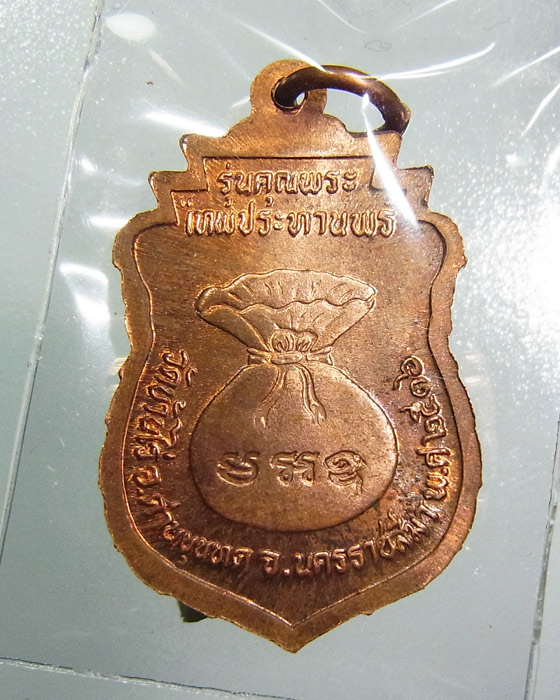 รุ่นคุณพระ
เทพประทานพร
วัดบ้านไร่ อ.ด่านขุนทด จ.นครราชสีมา พ.ศ.๒๕๓๖